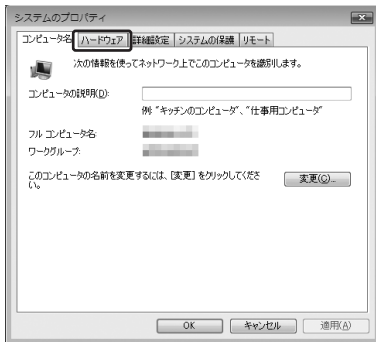 システムのプロパティ
コンピュータ名 ハードウェア 詳細設定 システムの保護 リモート
次の情報を使ってネットワーク上でこのコンピュータを識別します。
コンピュータの説明(D):
例: "キッチンのコンピュータ"、"仕事用コンピュータ"
フル コンピュータ名:
ワークグループ:
このコンピュータの名前を変更するには、[変更] をクリックしてくださ
い。
変更(C)...
OK キャンセル 適用(A)